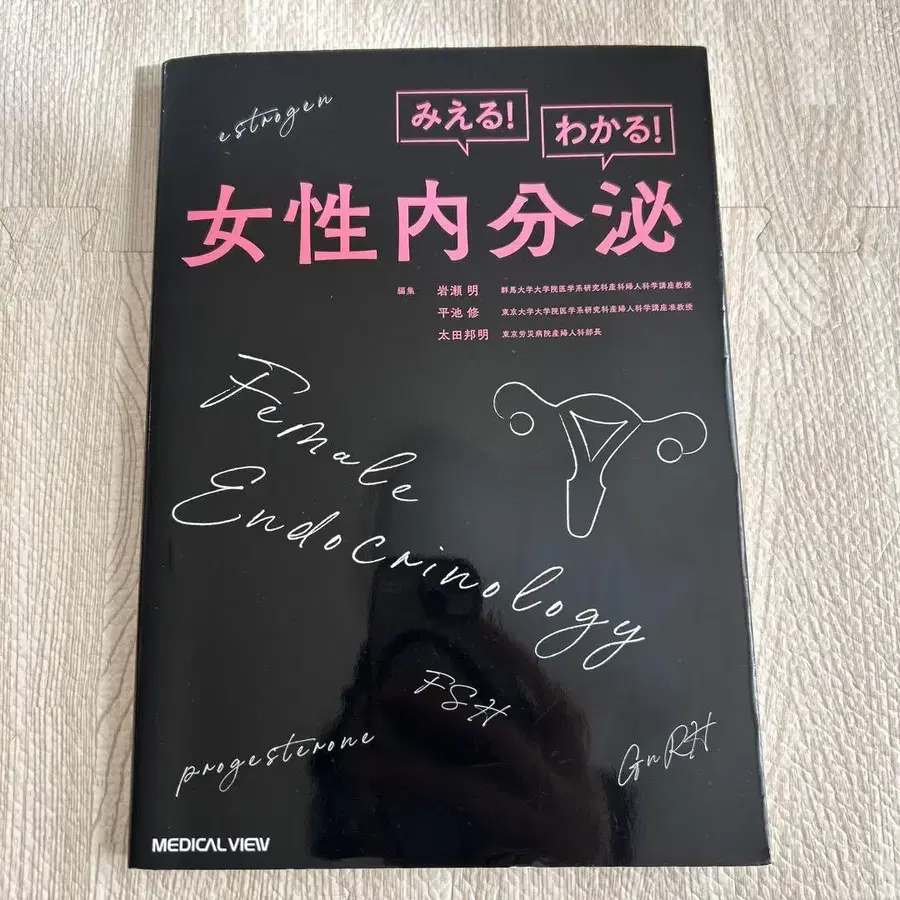 estrogen
みえる!
わかる!
女性内分泌
編集 岩瀬 明 群馬大学大学院医学系研究科産科婦人科学講座教授
平池 修 東京大学大学院医学系研究科産婦人科学講座准教授
太田邦明 東京労災病院産婦人科部長
Female
Endocrinology
FSH
GnRH
progesterone
MEDICAL VIEW